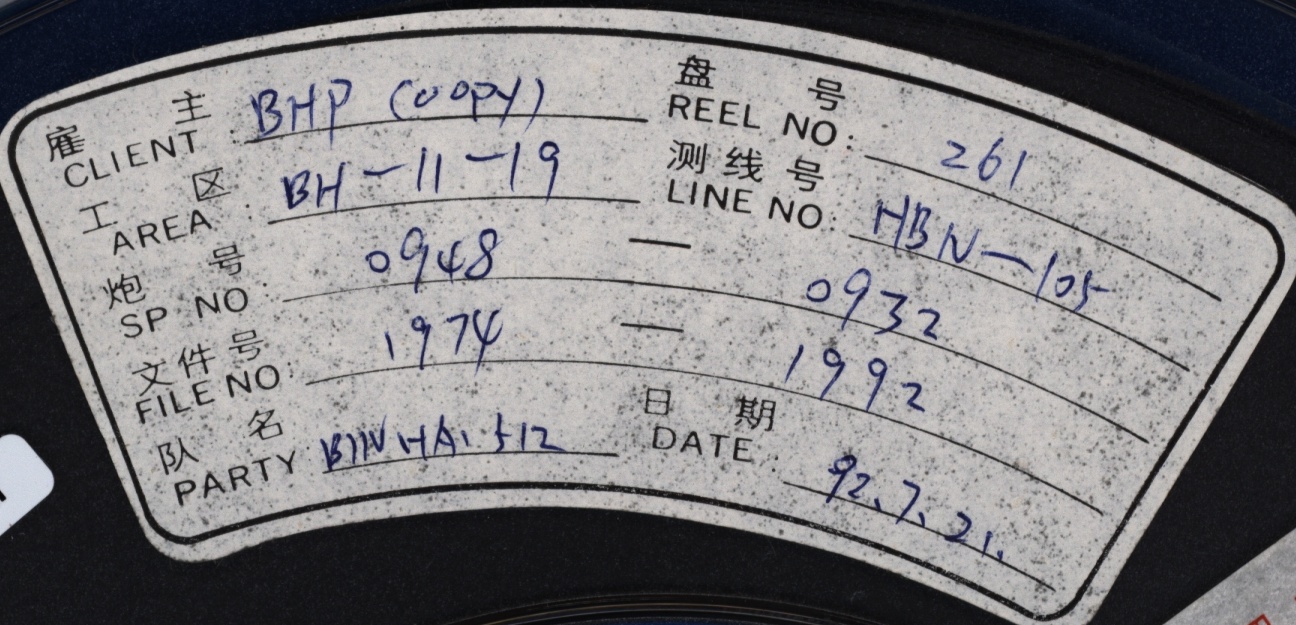 雇 主 盘 号
CLIENT : BHP (copy) REEL NO : 261
工 区 测 线 号
AREA : BH-11-19 LINE NO : HBN-105
炮 号
SP NO : 0948 — 0932
文 件 号
FILE NO : 1974 — 1992
队 名 日 期
PARTY : BINHAI 512 DATE : 92.7.21.